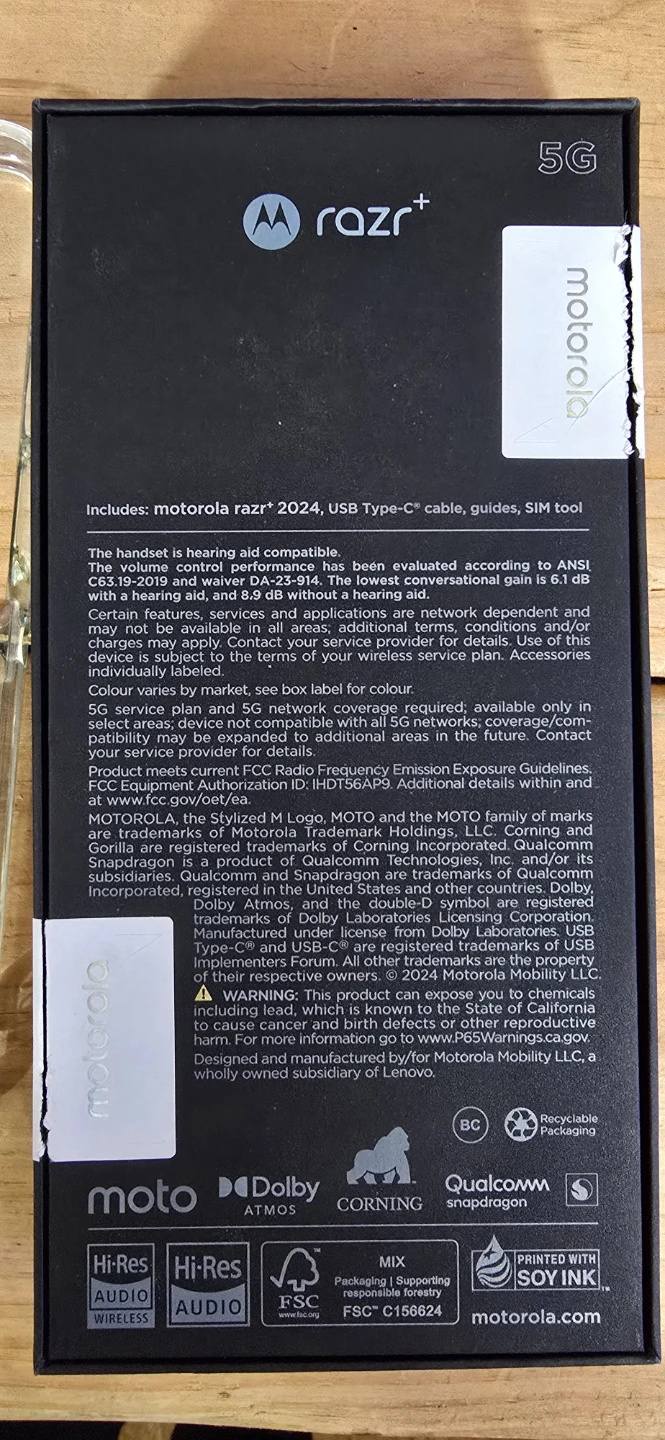 5G
razr+
motorola
Includes: motorola razr+ 2024, USB Type-C® cable, guides, SIM tool
The handset is hearing aid compatible.
The volume control performance has been evaluated according to ANSI
C63.19-2019 and waiver DA-23-914. The lowest conversational gain is 6.1 dB
with a hearing aid, and 8.9 dB without a hearing aid.
Certain features, services and applications are network dependent and
may not be available in all areas; additional terms, conditions and/or
charges may apply. Contact your service provider for details. Use of this
device is subject to the terms of your wireless service plan. Accessories
individually labeled.
Colour varies by market, see box label for colour.
5G service plan and 5G network coverage required; available only in
select areas; device not compatible with all 5G networks; coverage/com-
patibility may be expanded to additional areas in the future. Contact
your service provider for details.
Product meets current FCC Radio Frequency Emission Exposure Guidelines.
FCC Equipment Authorization ID: IHDT56AP9. Additional details within and
at www.fcc.gov/oet/ea.
MOTOROLA, the Stylized M Logo, MOTO and the MOTO family of marks
are trademarks of Motorola Trademark Holdings, LLC. Corning and
Gorilla are registered trademarks of Corning Incorporated. Qualcomm
Snapdragon is a product of Qualcomm Technologies, Inc. and/or its
subsidiaries. Qualcomm and Snapdragon are trademarks of Qualcomm
Incorporated, registered in the United States and other countries. Dolby,
Dolby Atmos, and the double-D symbol are registered
trademarks of Dolby Laboratories Licensing Corporation.
Manufactured under license from Dolby Laboratories. USB
Type-C® and USB-C® are registered trademarks of USB
Implementers Forum. All other trademarks are the property
of their respective owners. © 2024 Motorola Mobility LLC.
⚠ WARNING: This product can expose you to chemicals
including lead, which is known to the State of California
to cause cancer and birth defects or other reproductive
harm. For more information go to www.P65Warnings.ca.gov.
Designed and manufactured by/for Motorola Mobility LLC, a
wholly owned subsidiary of Lenovo.
motorola
BC
Recyclable
Packaging
moto
Dolby
ATMOS
CORNING
Qualcomm
snapdragon
Hi-Res
AUDIO
WIRELESS
Hi-Res
AUDIO
FSC™
www.fsc.org
MIX
Packaging | Supporting
responsible forestry
FSC™ C156624
PRINTED WITH
SOY INK™
motorola.com